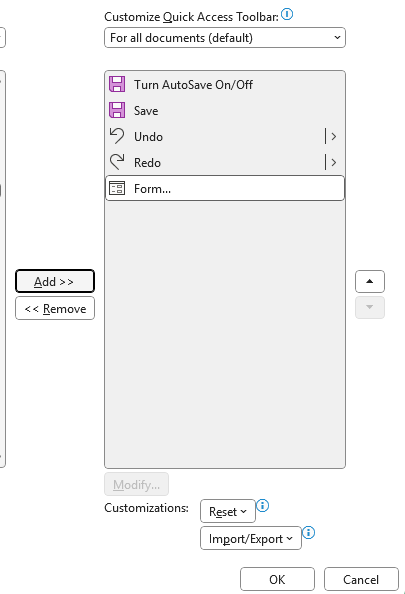 Customize Quick Access Toolbar:
For all documents (default)
Turn AutoSave On/Off
Save
Undo
Redo
Form...
Add >>
<< Remove
Modify...
Customizations:
Reset
Import/Export
OK
Cancel